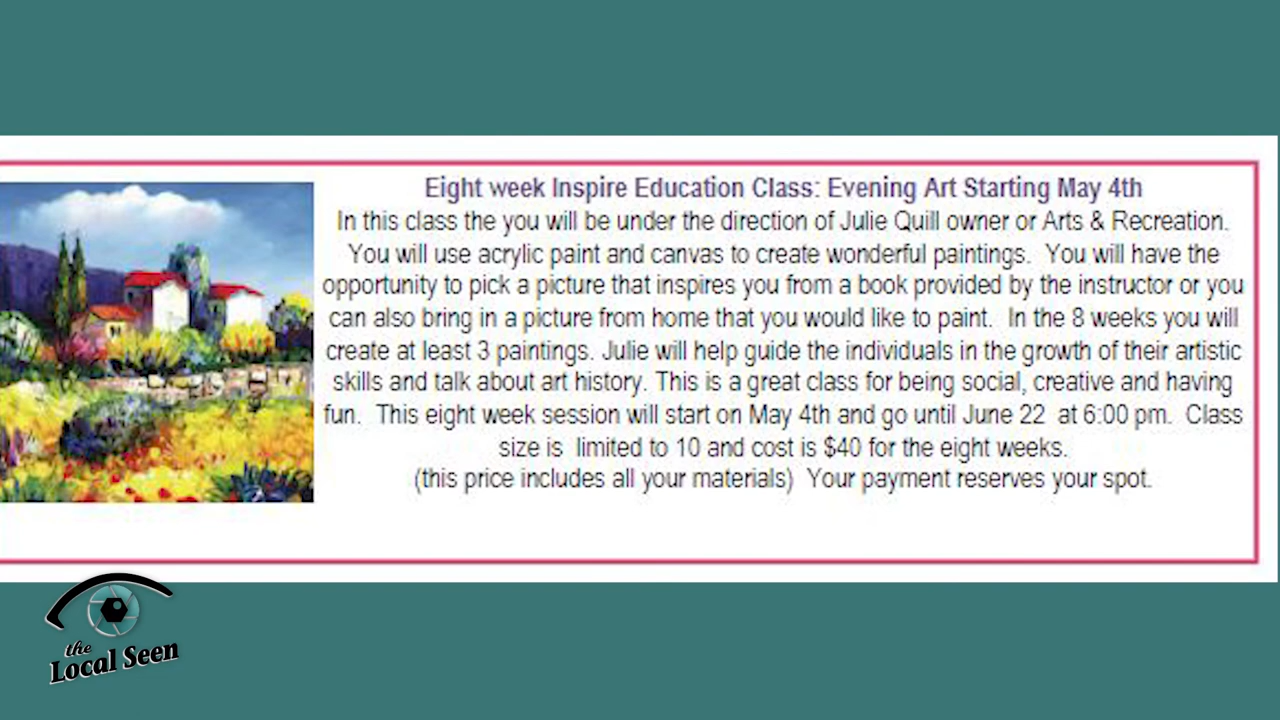 Eight week Inspire Education Class: Evening Art Starting May 4th
In this class the you will be under the direction of Julie Quill owner or Arts & Recreation.
You will use acrylic paint and canvas to create wonderful paintings.  You will have the
opportunity to pick a picture that inspires you from a book provided by the instructor or you
can also bring in a picture from home that you would like to paint.  In the 8 weeks you will
create at least 3 paintings. Julie will help guide the individuals in the growth of their artistic
skills and talk about art history. This is a great class for being social, creative and having
fun.  This eight week session will start on May 4th and go until June 22  at 6:00 pm.  Class
size is  limited to 10 and cost is $40 for the eight weeks.
(this price includes all your materials)  Your payment reserves your spot.
the
Local Seen